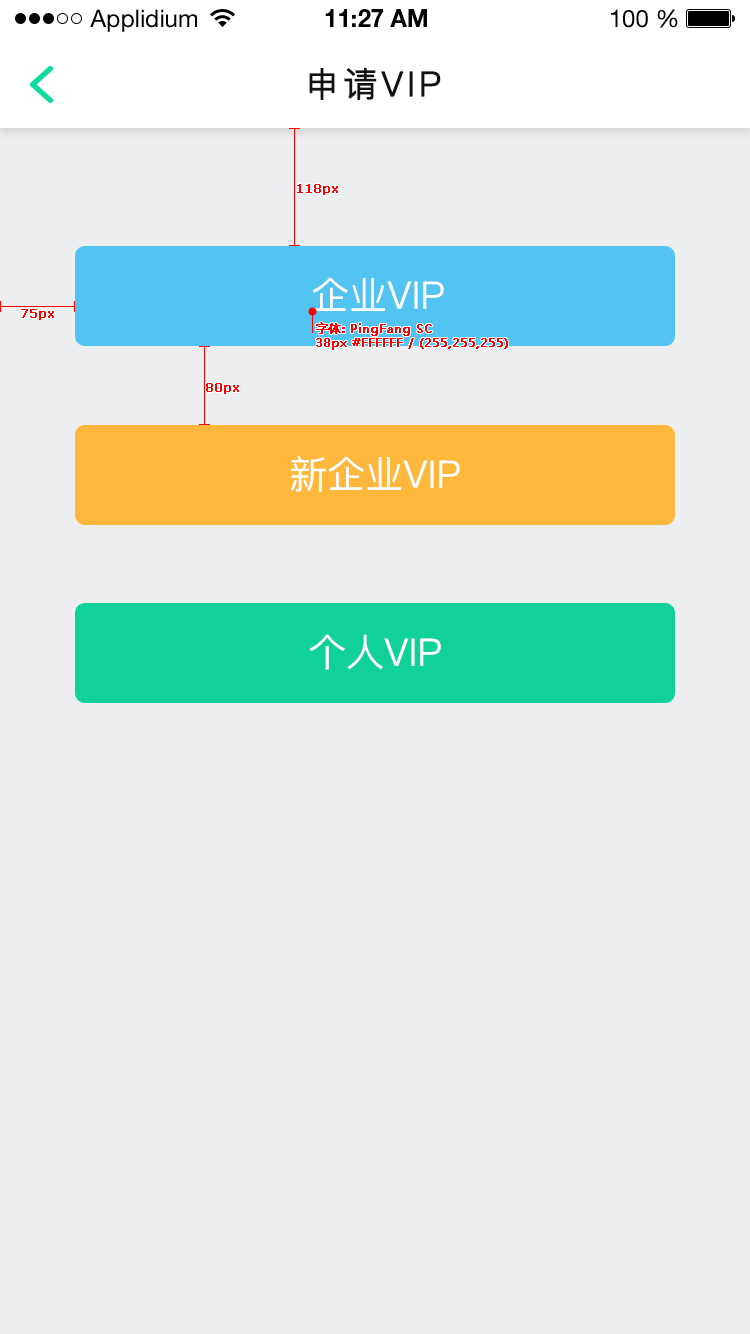 Applidium 11:27 AM 100 %
申请VIP
118px
企业VIP
75px
字体: PingFang SC
38px #FFFFFF / (255,255,255)
80px
新企业VIP
个人VIP